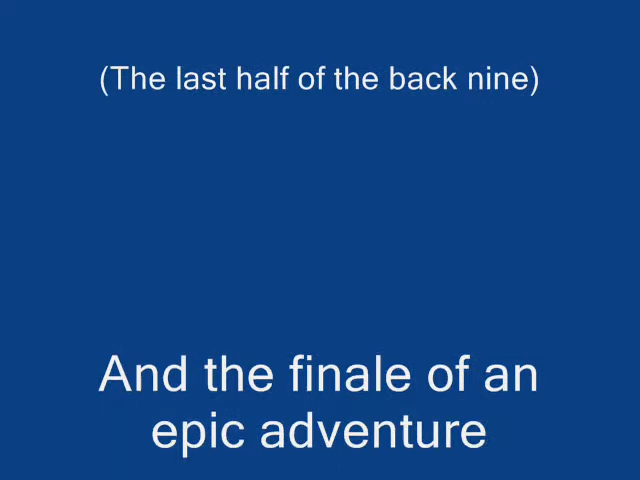 (The last half of the back nine)
And the finale of an
epic adventure